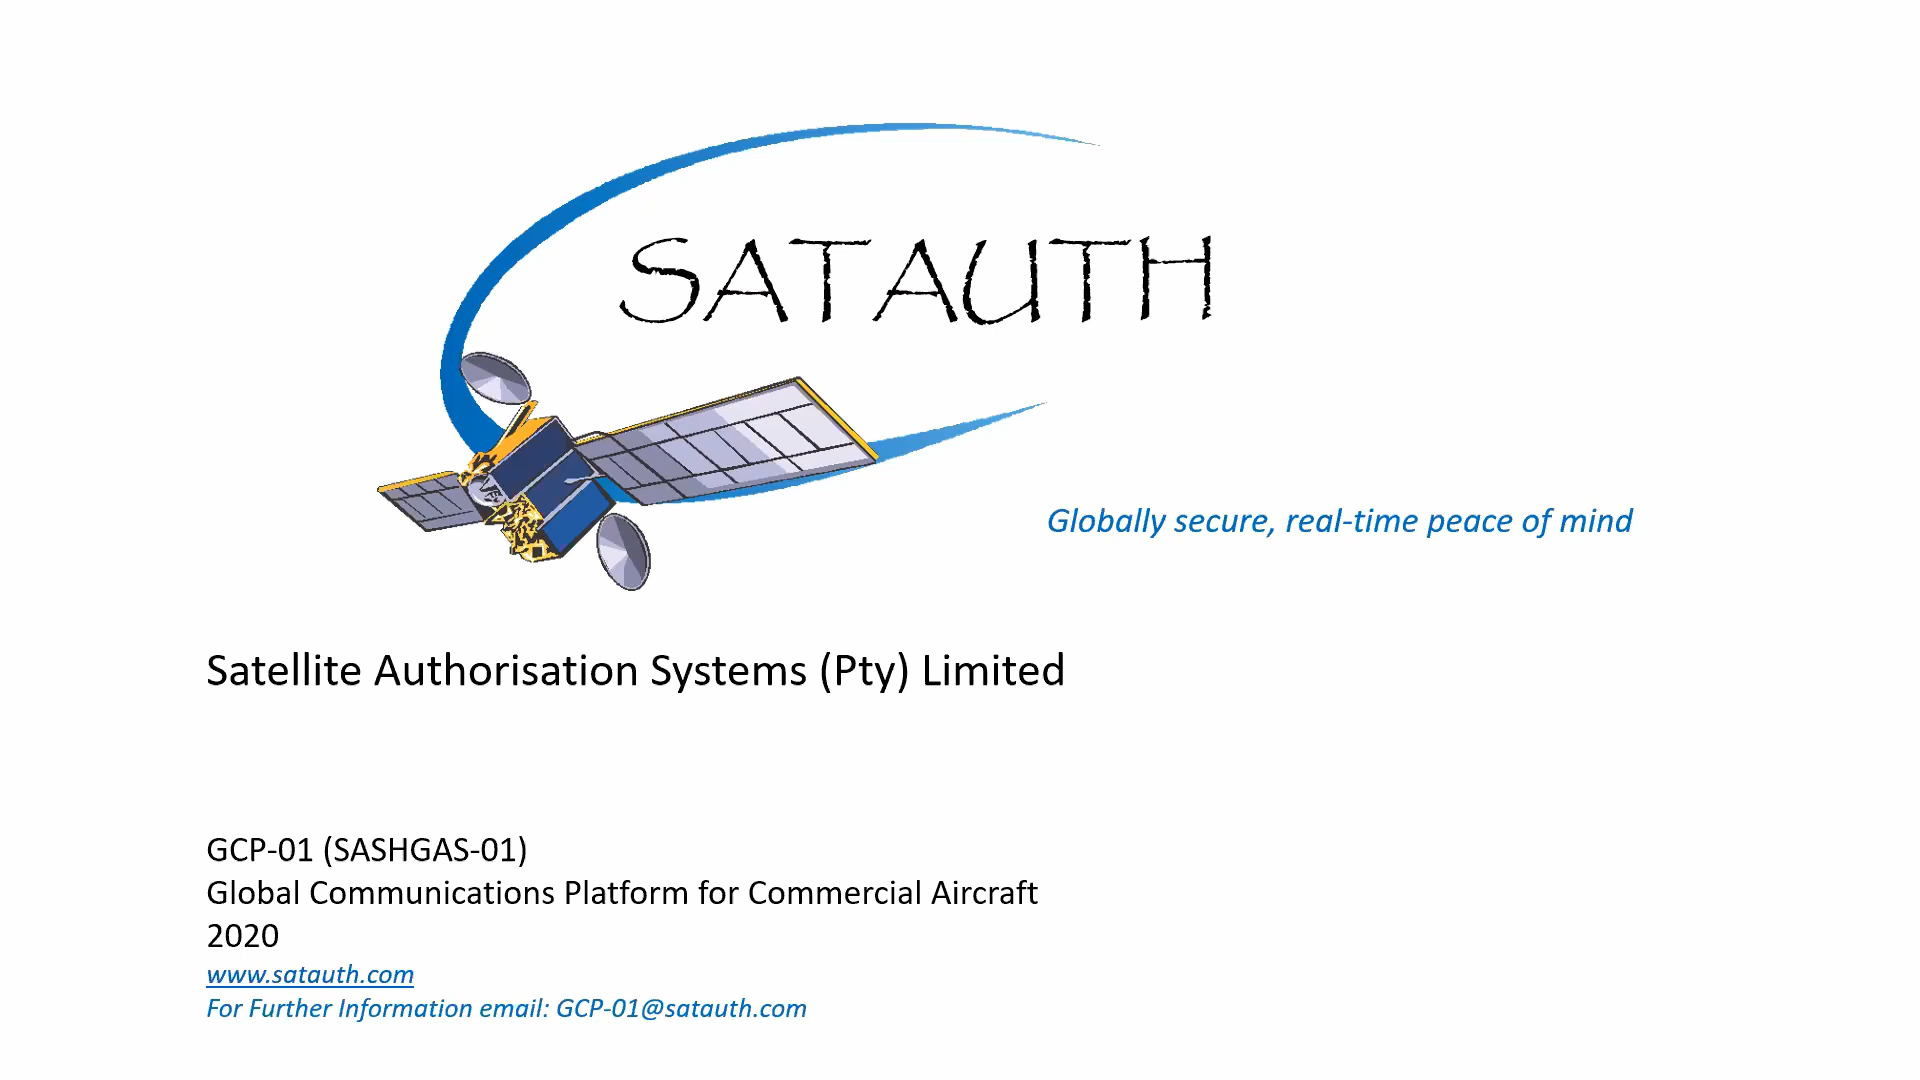 SATAUTH
Globally secure, real-time peace of mind
Satellite Authorisation Systems (Pty) Limited
GCP-01 (SASHGAS-01)
Global Communications Platform for Commercial Aircraft
2020
www.satauth.com
For Further Information email: GCP-01@satauth.com